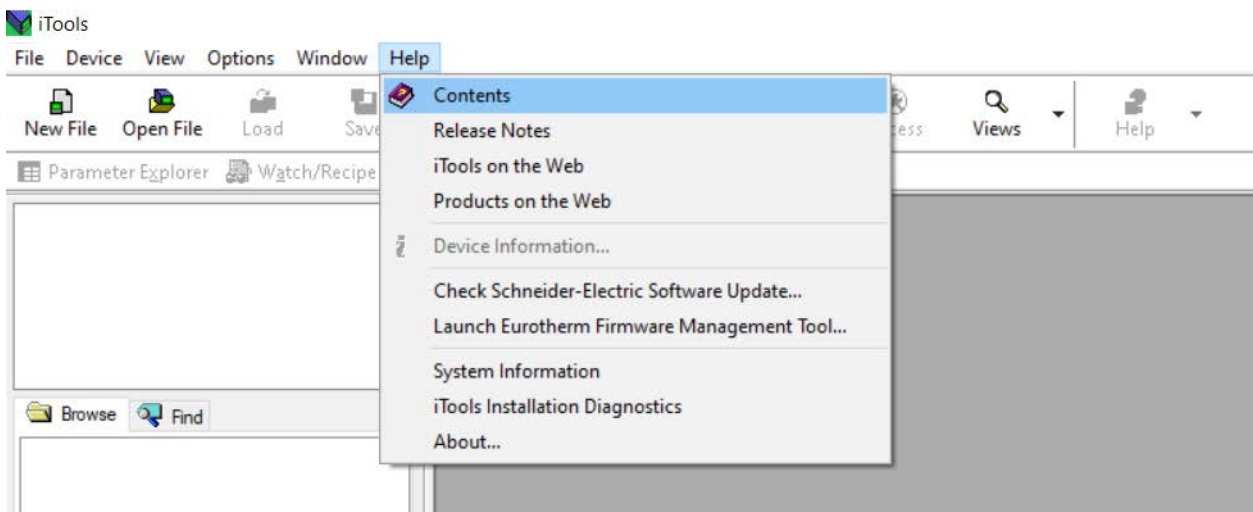 iTools
File Device View Options Window Help
New File Open File Load Save Views Help
Parameter Explorer Watch/Recipe
Contents
Release Notes
iTools on the Web
Products on the Web
Device Information...
Check Schneider-Electric Software Update...
Launch Eurotherm Firmware Management Tool...
System Information
iTools Installation Diagnostics
About...
Browse Find